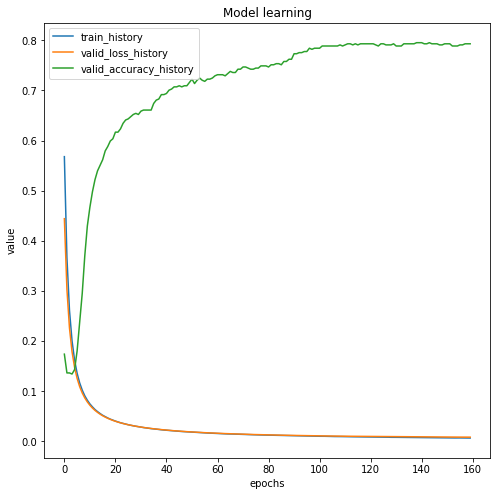 Model learning
train_history
valid_loss_history
valid_accuracy_history
value
0.8
0.7
0.6
0.5
0.4
0.3
0.2
0.1
0.0
0 20 40 60 80 100 120 140 160
epochs